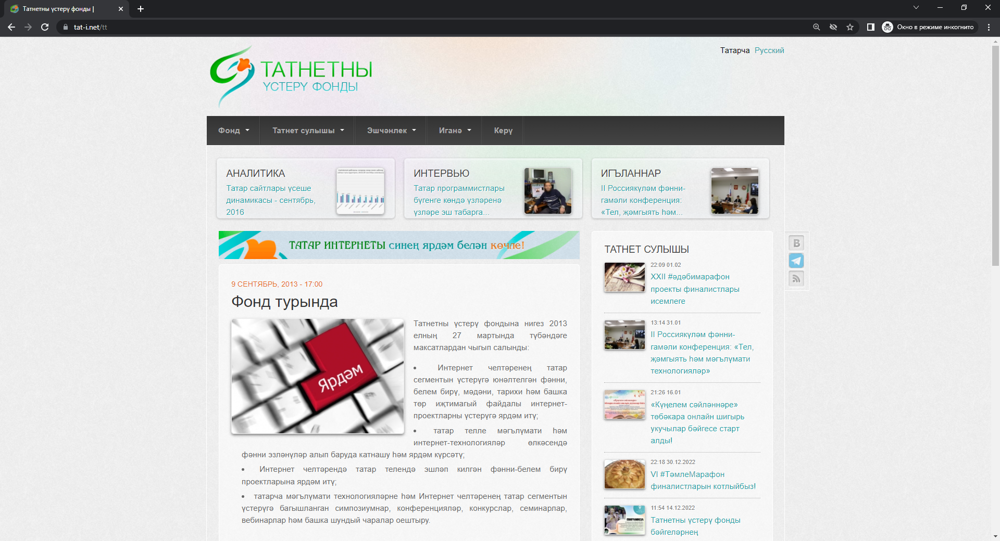 Татнетны үстерү фонды |
tat-i.net/tt
Окно в режиме инкогнито
Татарча Русский
ТАТНЕТНЫ
ҮСТЕРҮ ФОНДЫ
Фонд
Татнет сулышы
Эшчәнлек
Иганә
Керү
АНАЛИТИКА
Татар сайтлары үсеше
динамикасы - сентябрь,
2016
ИНТЕРВЬЮ
Татар программистлары
бүгенге көндә үзләренә
үзләре эш табарга...
ИГЪЛАННАР
II Россиякүләм фәнни-
гамәли конференция:
«Тел, җәмгыять һәм...
ТАТАР ИНТЕРНЕТЫ синең ярдәм белән көчле!
9 СЕНТЯБРЬ, 2013 - 17:00
Фонд турында
Ярдәм
Татнетны үстерү фондына нигез 2013
елның 27 мартында түбәндәге
максатлардан чыгып салынды:
• Интернет челтәренең татар
сегментын үстерүгә юнәлтелгән фәнни,
белем бирү, мәдәни, тарихи һәм башка
төр иҗтимагый файдалы интернет-
проектларны үстерүгә ярдәм итү;
• татар телле мәгълүмати һәм
интернет-технологияләр өлкәсендә
фәнни эзләнүләр алып баруда катнашу һәм ярдәм күрсәтү;
• Интернет челтәрендә татар телендә эшләп килгән фәнни-белем бирү
проектларына ярдәм итү;
• татарча мәгълүмати технологияләрне һәм Интернет челтәренең татар сегментын
үстерүгә багышланган симпозиумнар, конференцияләр, конкурслар, семинарлар,
вебинарлар һәм башка шундый чаралар оештыру.
ТАТНЕТ СУЛЫШЫ
22:09 01.02
XXII #әдәбимарафон
проекты финалистлары
исемлеге
13:14 31.01
II Россиякүләм фәнни-
гамәли конференция: «Тел,
җәмгыять һәм мәгълүмати
технологияләр»
21:26 16.01
«Күңелем сәйләннәре»
төбәкара онлайн шигырь
укучылар бәйгесе старт
алды!
22:18 30.12.2022
VI #ТәмлеМарафон
финалистларын котлыйбыз!
11:54 14.12.2022
Татнетны үстерү фонды
бәйгеләрнең
В